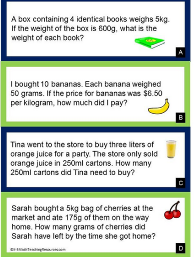 A box containing 4 identical books weighs 5kg.
If the weight of the box is 600g, what is the
weight of each book?
A
I bought 10 bananas. Each banana weighed
50 grams. If the price for bananas was $6.50
per kilogram, how much did I pay?
B
Tina went to the store to buy three liters of
orange juice for a party. The store only sold
orange juice in 250ml cartons. How many
250ml cartons did Tina need to buy?
C
Sarah bought a 5kg bag of cherries at the
market and ate 175g of them on the way
home. How many grams of cherries did
Sarah have left by the time she got home?
D